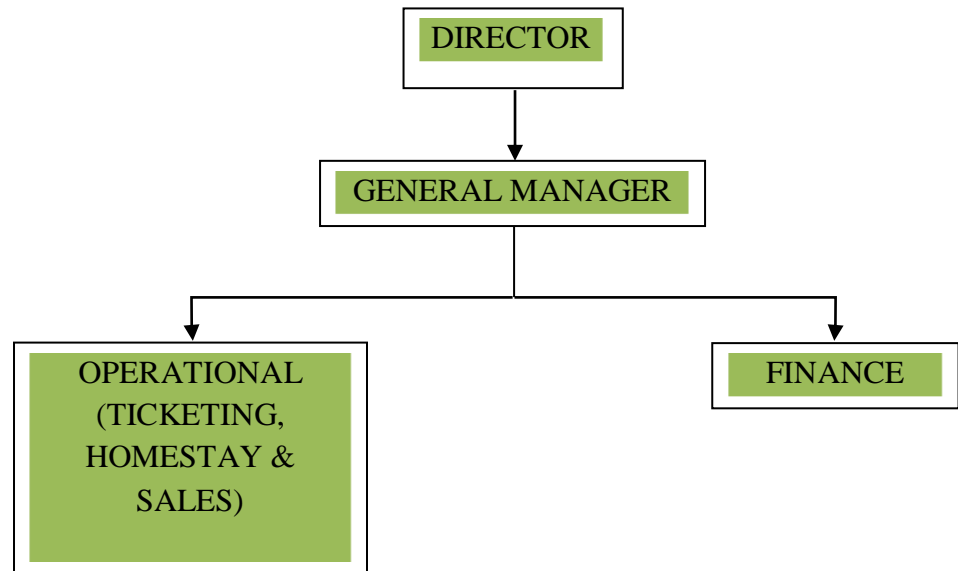 DIRECTOR
GENERAL MANAGER
OPERATIONAL
(TICKETING,
HOMESTAY &
SALES)
FINANCE